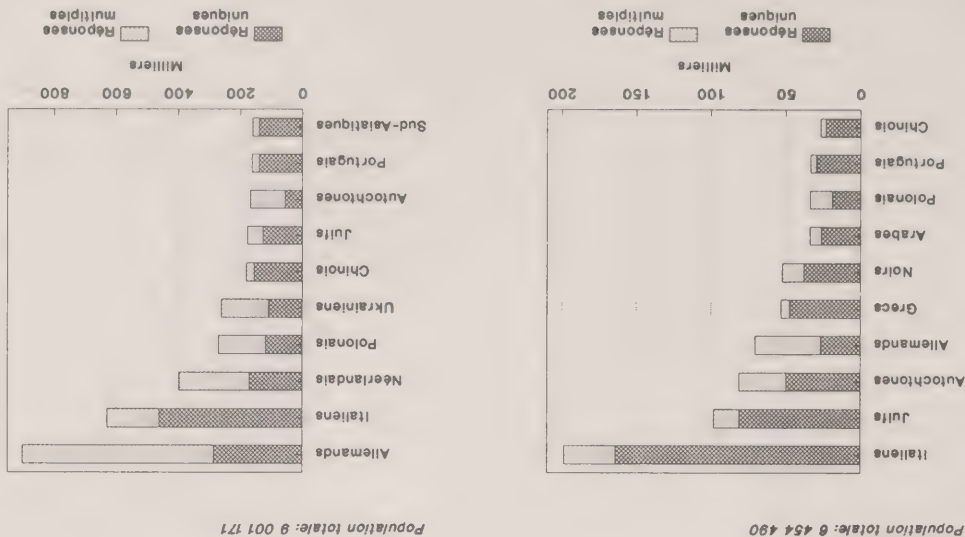 Population totale: 6 454 490
Italiens
Juifs
Autochtones
Allemands
Grecs
Noirs
Arabes
Polonais
Portugais
Chinois
0 50 100 150 200
Milliers
Réponses
uniques
Réponses
multiples
Population totale: 9 001 171
Allemands
Italiens
Néerlandais
Polonais
Ukrainiens
Chinois
Juifs
Autochtones
Portugais
Sud-Asiatiques
0 200 400 600 800
Milliers
Réponses
uniques
Réponses
multiples